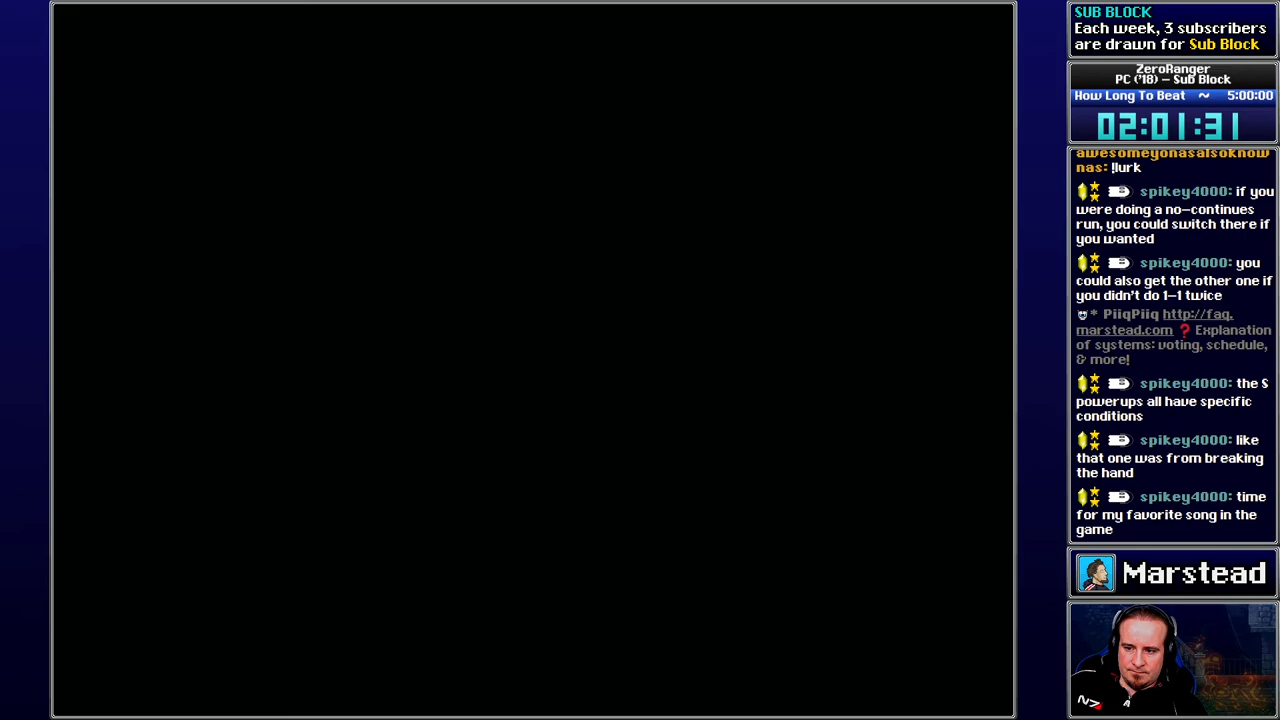 SUB BLOCK
Each week, 3 subscribers
are drawn for Sub Block
ZeroRanger
PC ('18) – Sub Block
How Long To Beat ~ 5:00:00
02:01:31
awesomeyonasalsoknow
nas: !lurk
spikey4000: if you
were doing a no–continues
run, you could switch there if
you wanted
spikey4000: you
could also get the other one if
you didn't do 1–1 twice
* PiiqPiiq http://faq.
marstead.com ❓ Explanation
of systems: voting, schedule,
& more!
spikey4000: the S
powerups all have specific
conditions
spikey4000: like
that one was from breaking
the hand
spikey4000: time
for my favorite song in the
game
Marstead
N7